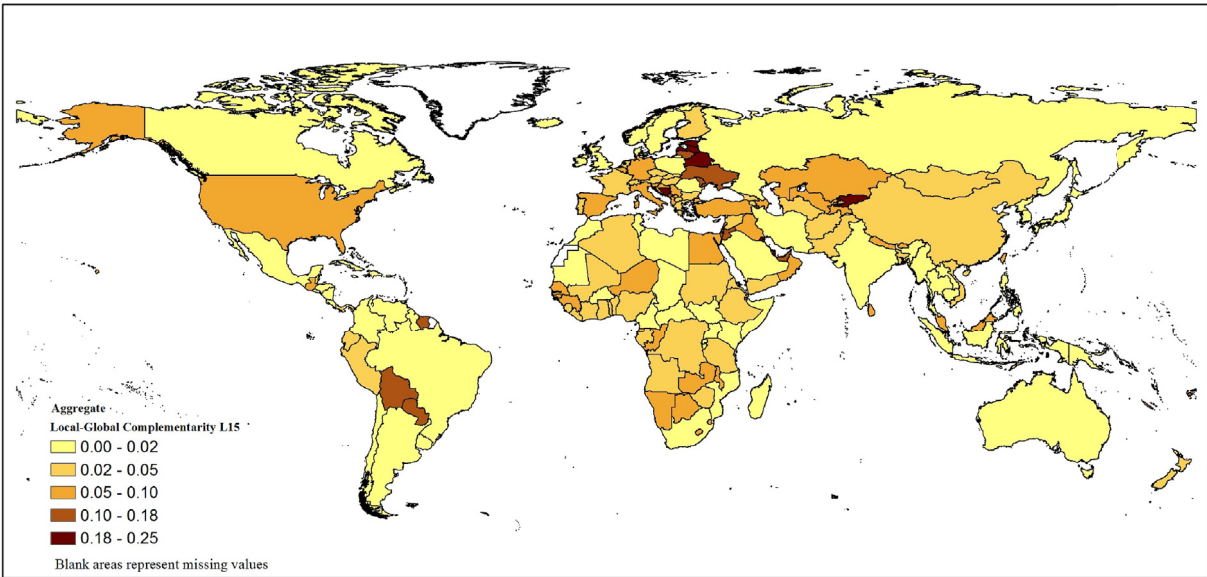 Aggregate
Local-Global Complementarity L15
0.00 - 0.02
0.02 - 0.05
0.05 - 0.10
0.10 - 0.18
0.18 - 0.25
Blank areas represent missing values